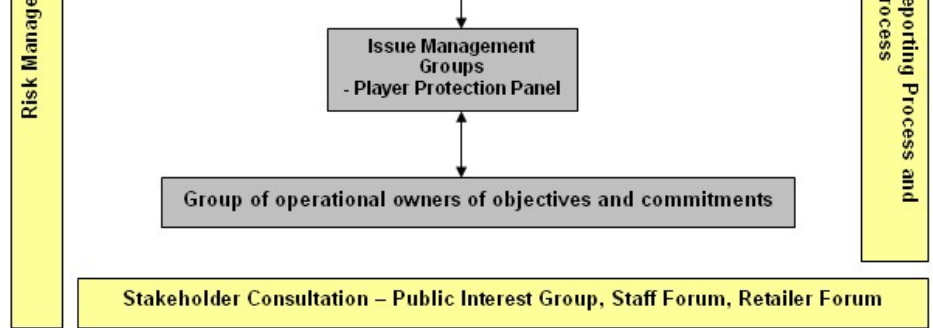 Risk Manage
Issue Management
Groups
- Player Protection Panel
Group of operational owners of objectives and commitments
eporting Process and
rocess
Stakeholder Consultation – Public Interest Group, Staff Forum, Retailer Forum